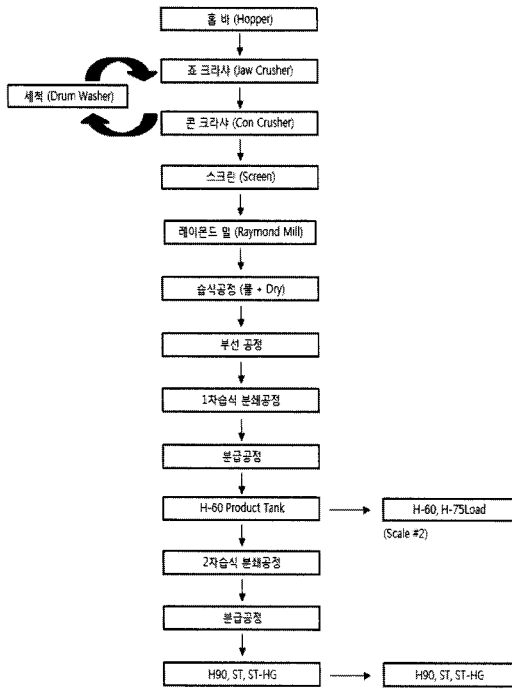 홉 바 (Hopper)
죠 크라샤 (Jaw Crusher)
세척 (Drum Washer)
콘 크라샤 (Con Crusher)
스크린 (Screen)
레이몬드 밀 (Raymond Mill)
습식공정 (물 + Dry)
부선 공정
1차습식 분쇄공정
분급공정
H-60 Product Tank
H-60, H-75Load
(Scale #2)
2차습식 분쇄공정
분급공정
H90, ST, ST-HG
H90, ST, ST-HG